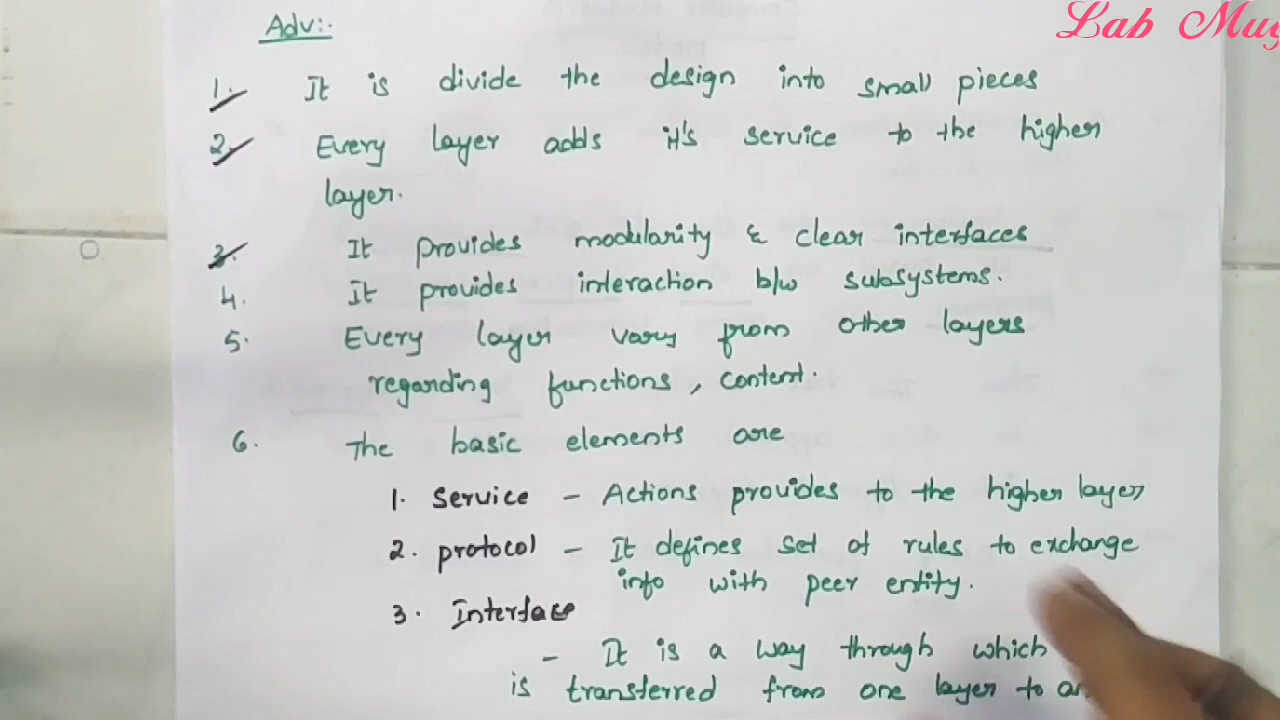 Lab Mug
Adv:-
1. It is divide the design into small pieces
2. Every layer adds it's service to the higher
layer.
3. It provides modularity & clear interfaces
4. It provides interaction b/w subsystems.
5. Every layer vary from other layers
regarding functions, content.
6. The basic elements are
1. Service - Actions provides to the higher layer
2. protocol - It defines set of rules to exchange
info with peer entity.
3. Interface
- It is a way through which
is transferred from one layer to